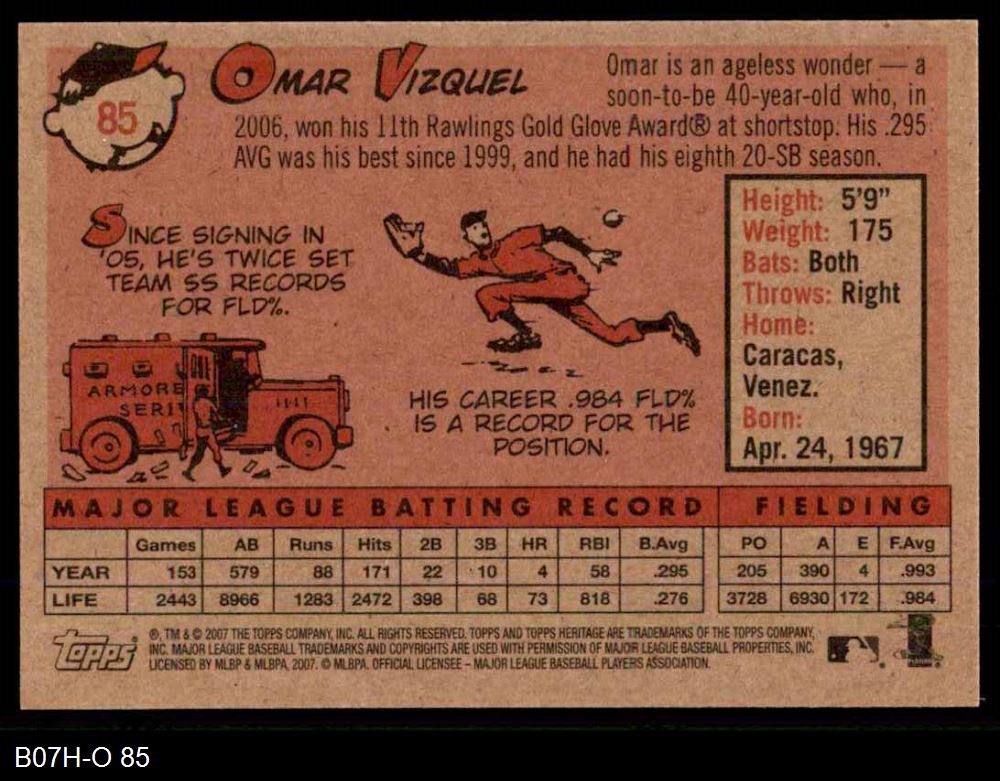 85
OMAR VIZQUEL
Omar is an ageless wonder — a
soon-to-be 40-year-old who, in
2006, won his 11th Rawlings Gold Glove Award® at shortstop. His .295
AVG was his best since 1999, and he had his eighth 20-SB season.
SINCE SIGNING IN
'05, HE'S TWICE SET
TEAM SS RECORDS
FOR FLD%.
ARMORE
SERI
HIS CAREER .984 FLD%
IS A RECORD FOR THE
POSITION.
Height: 5'9"
Weight: 175
Bats: Both
Throws: Right
Home:
Caracas,
Venez.
Born:
Apr. 24, 1967
MAJOR LEAGUE BATTING RECORD FIELDING
Games AB Runs Hits 2B 3B HR RBI B.Avg PO A E F.Avg
YEAR 153 579 88 171 22 10 4 58 .295 205 390 4 .993
LIFE 2443 8966 1283 2472 398 68 73 818 .276 3728 6930 172 .984
Topps
®, TM & © 2007 THE TOPPS COMPANY, INC. ALL RIGHTS RESERVED. TOPPS AND TOPPS HERITAGE ARE TRADEMARKS OF THE TOPPS COMPANY,
INC. MAJOR LEAGUE BASEBALL TRADEMARKS AND COPYRIGHTS ARE USED WITH PERMISSION OF MAJOR LEAGUE BASEBALL PROPERTIES, INC.
LICENSED BY MLBP & MLBPA, 2007. © MLBPA. OFFICIAL LICENSEE – MAJOR LEAGUE BASEBALL PLAYERS ASSOCIATION.
B07H-O 85